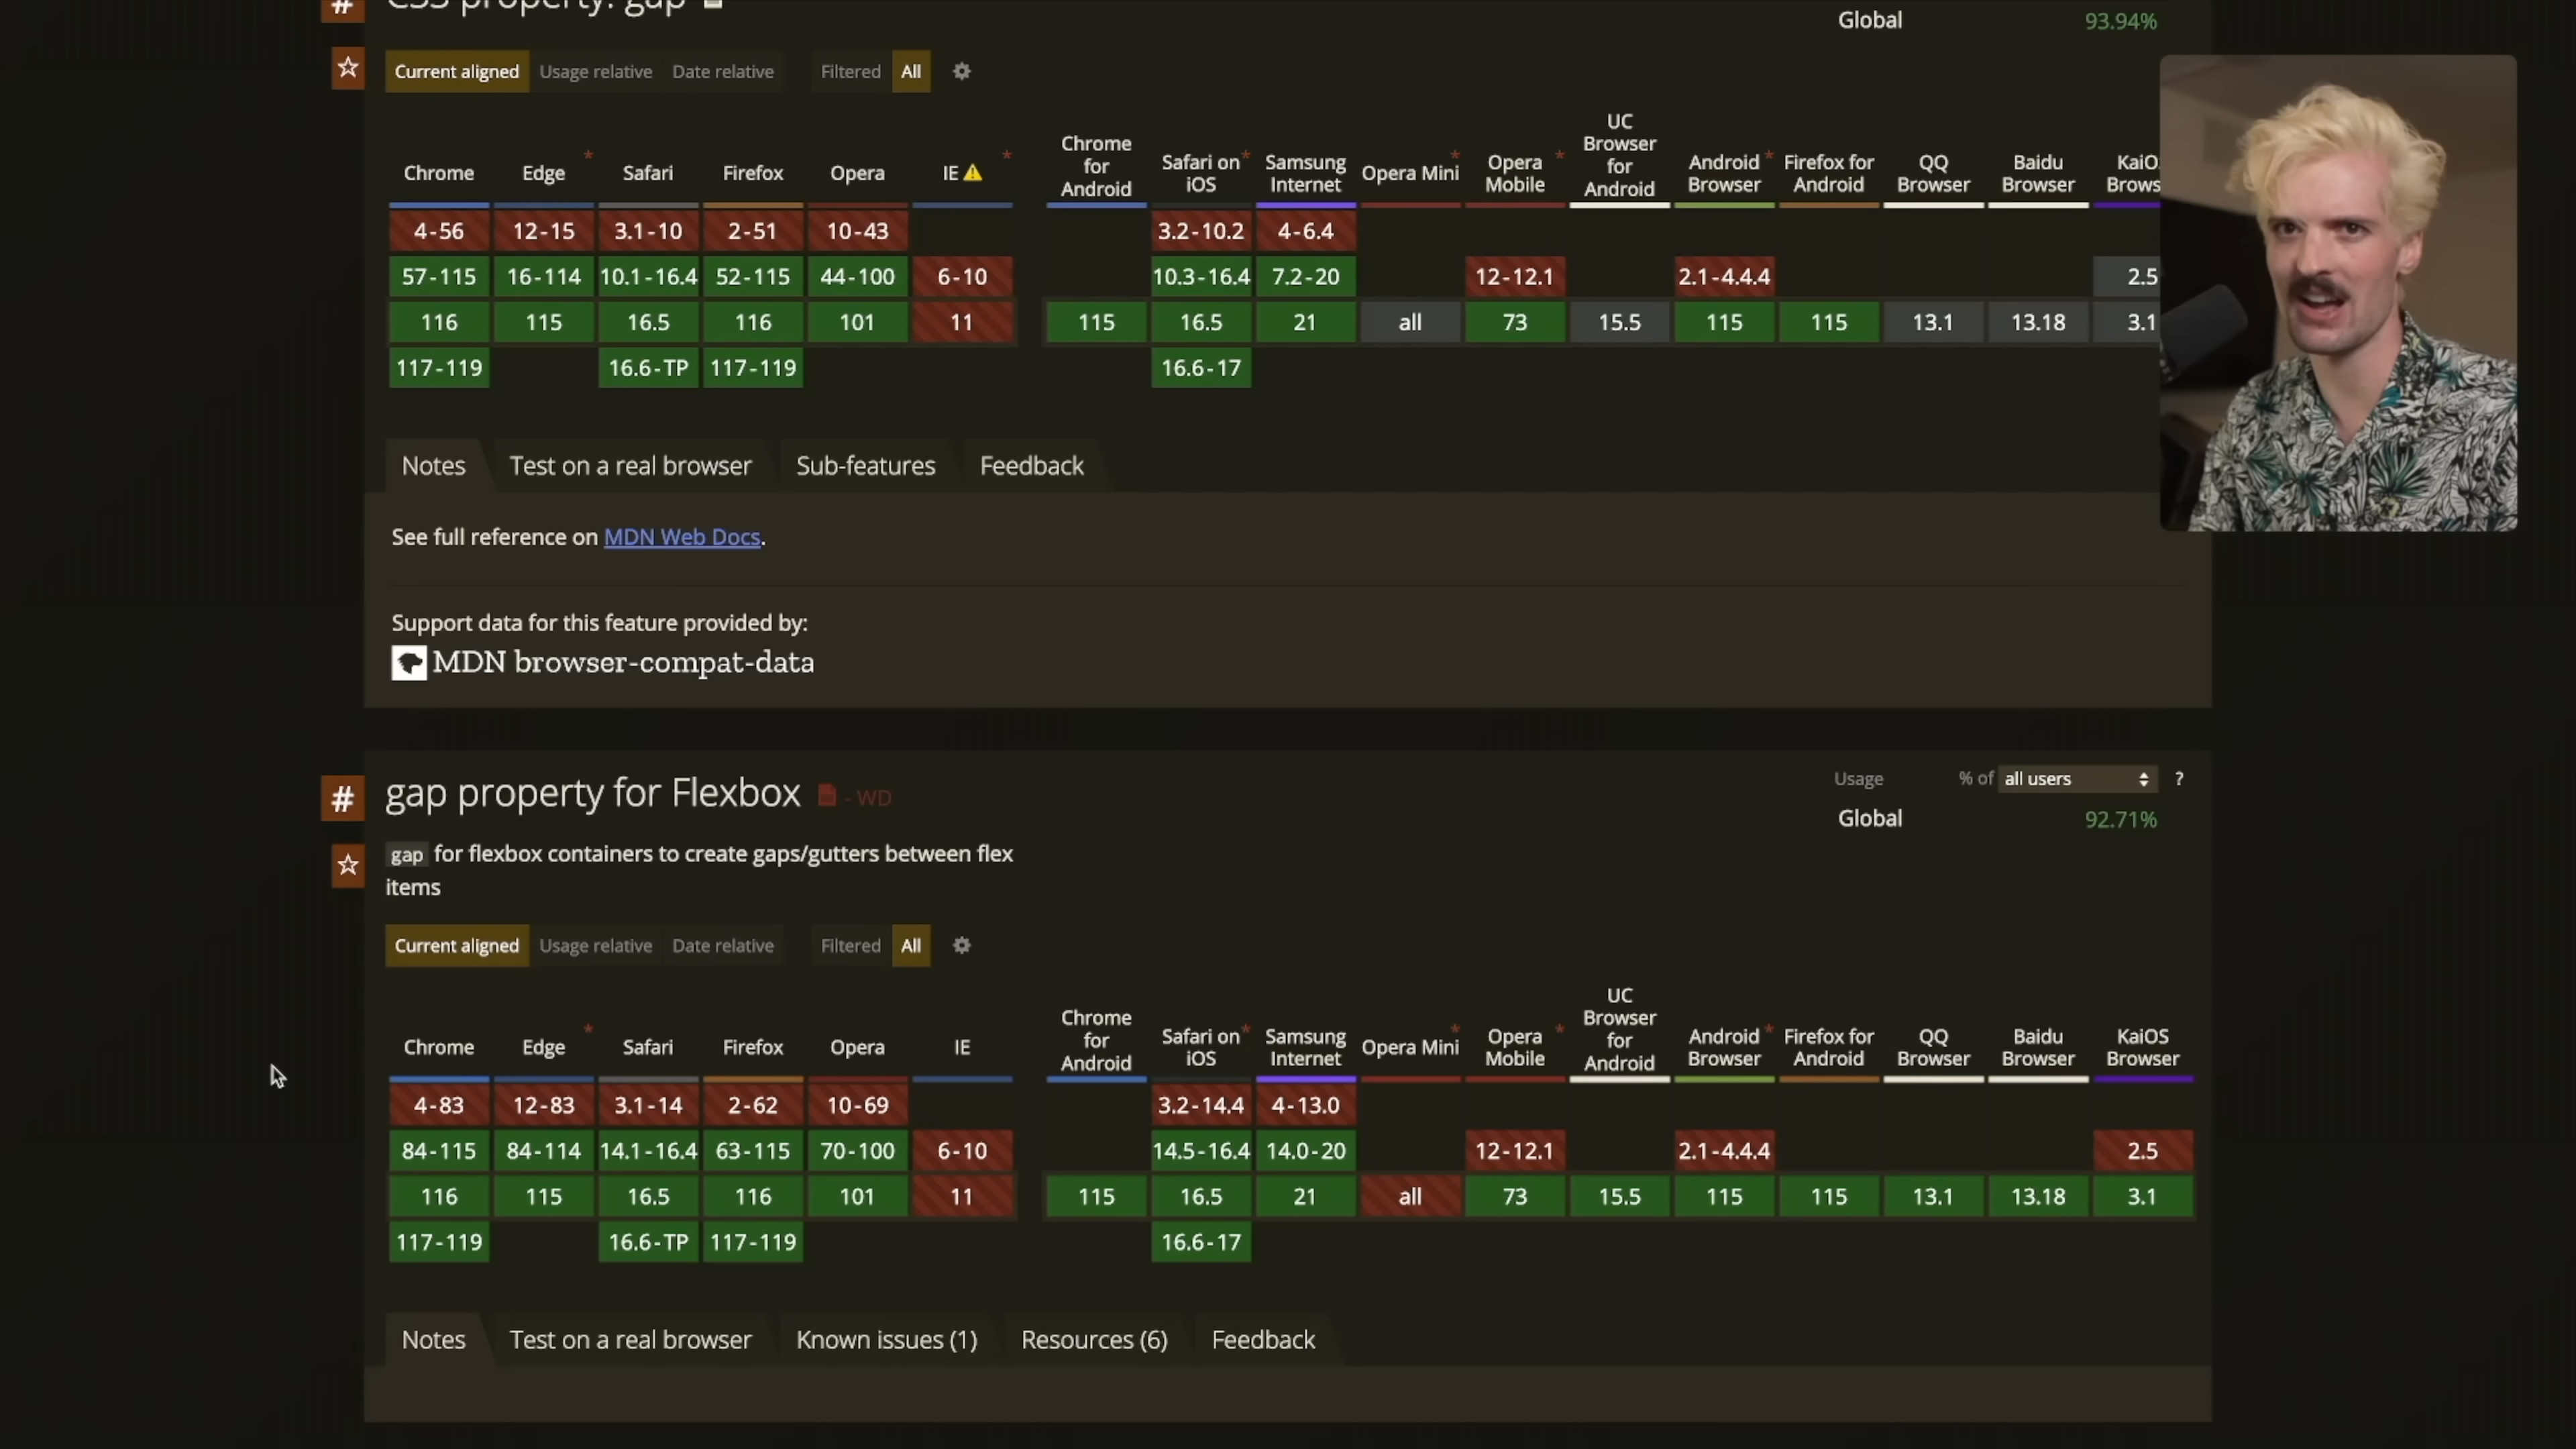 # CSS property: gap
Global 93.94%
Current aligned Usage relative Date relative Filtered All
Chrome Edge * Safari Firefox Opera IE * Chrome for Android Safari on iOS * Samsung Internet Opera Mini * Opera Mobile * UC Browser for Android Android Browser * Firefox for Android QQ Browser Baidu Browser KaiO Brows
4-56 12-15 3.1-10 2-51 10-43 3.2-10.2 4-6.4
57-115 16-114 10.1-16.4 52-115 44-100 6-10 10.3-16.4 7.2-20 12-12.1 2.1-4.4.4 2.5
116 115 16.5 116 101 11 115 16.5 21 all 73 15.5 115 115 13.1 13.18 3.1
117-119 16.6-TP 117-119 16.6-17
Notes Test on a real browser Sub-features Feedback
See full reference on MDN Web Docs.
Support data for this feature provided by:
MDN browser-compat-data
# gap property for Flexbox - WD
Usage % of all users ?
Global 92.71%
gap for flexbox containers to create gaps/gutters between flex
items
Current aligned Usage relative Date relative Filtered All
Chrome Edge * Safari Firefox Opera IE Chrome for Android Safari on iOS * Samsung Internet Opera Mini * Opera Mobile * UC Browser for Android Android Browser * Firefox for Android QQ Browser Baidu Browser KaiOS Browser
4-83 12-83 3.1-14 2-62 10-69 3.2-14.4 4-13.0
84-115 84-114 14.1-16.4 63-115 70-100 6-10 14.5-16.4 14.0-20 12-12.1 2.1-4.4.4 2.5
116 115 16.5 116 101 11 115 16.5 21 all 73 15.5 115 115 13.1 13.18 3.1
117-119 16.6-TP 117-119 16.6-17
Notes Test on a real browser Known issues (1) Resources (6) Feedback